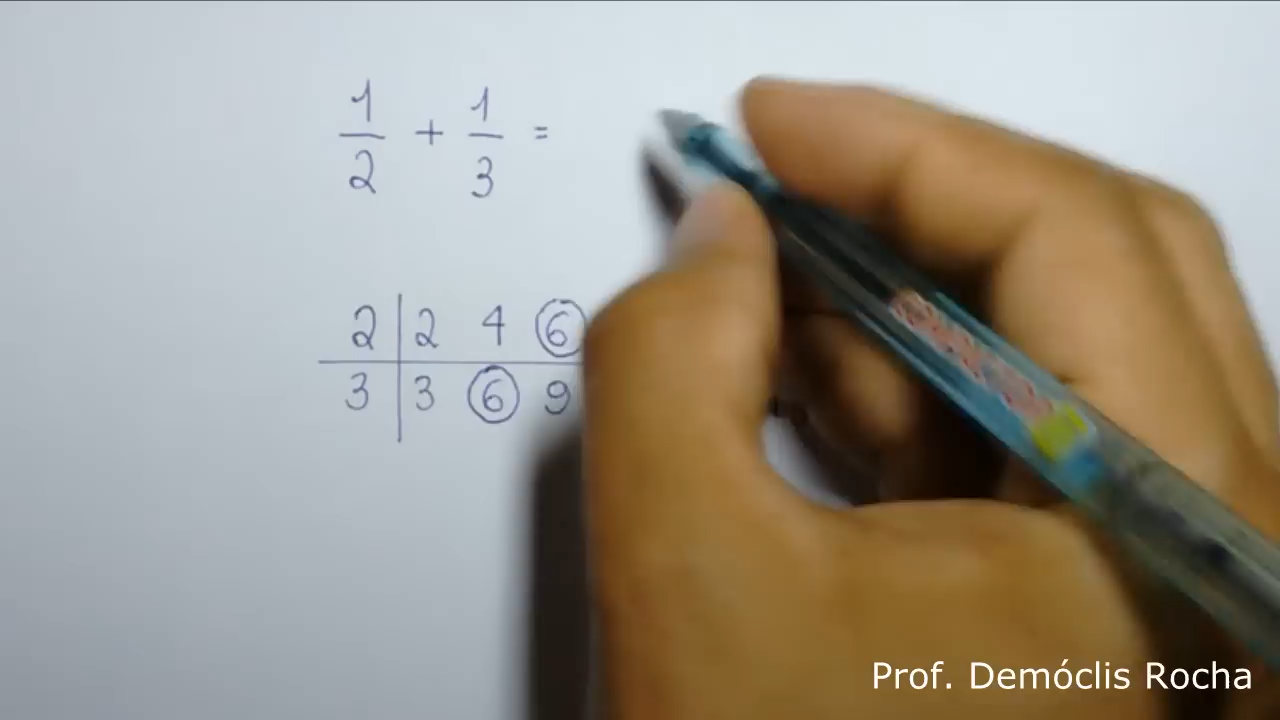 1/2 + 1/3 =
2 | 2 4 6
3 | 3 6 9
Prof. Demóclis Rocha